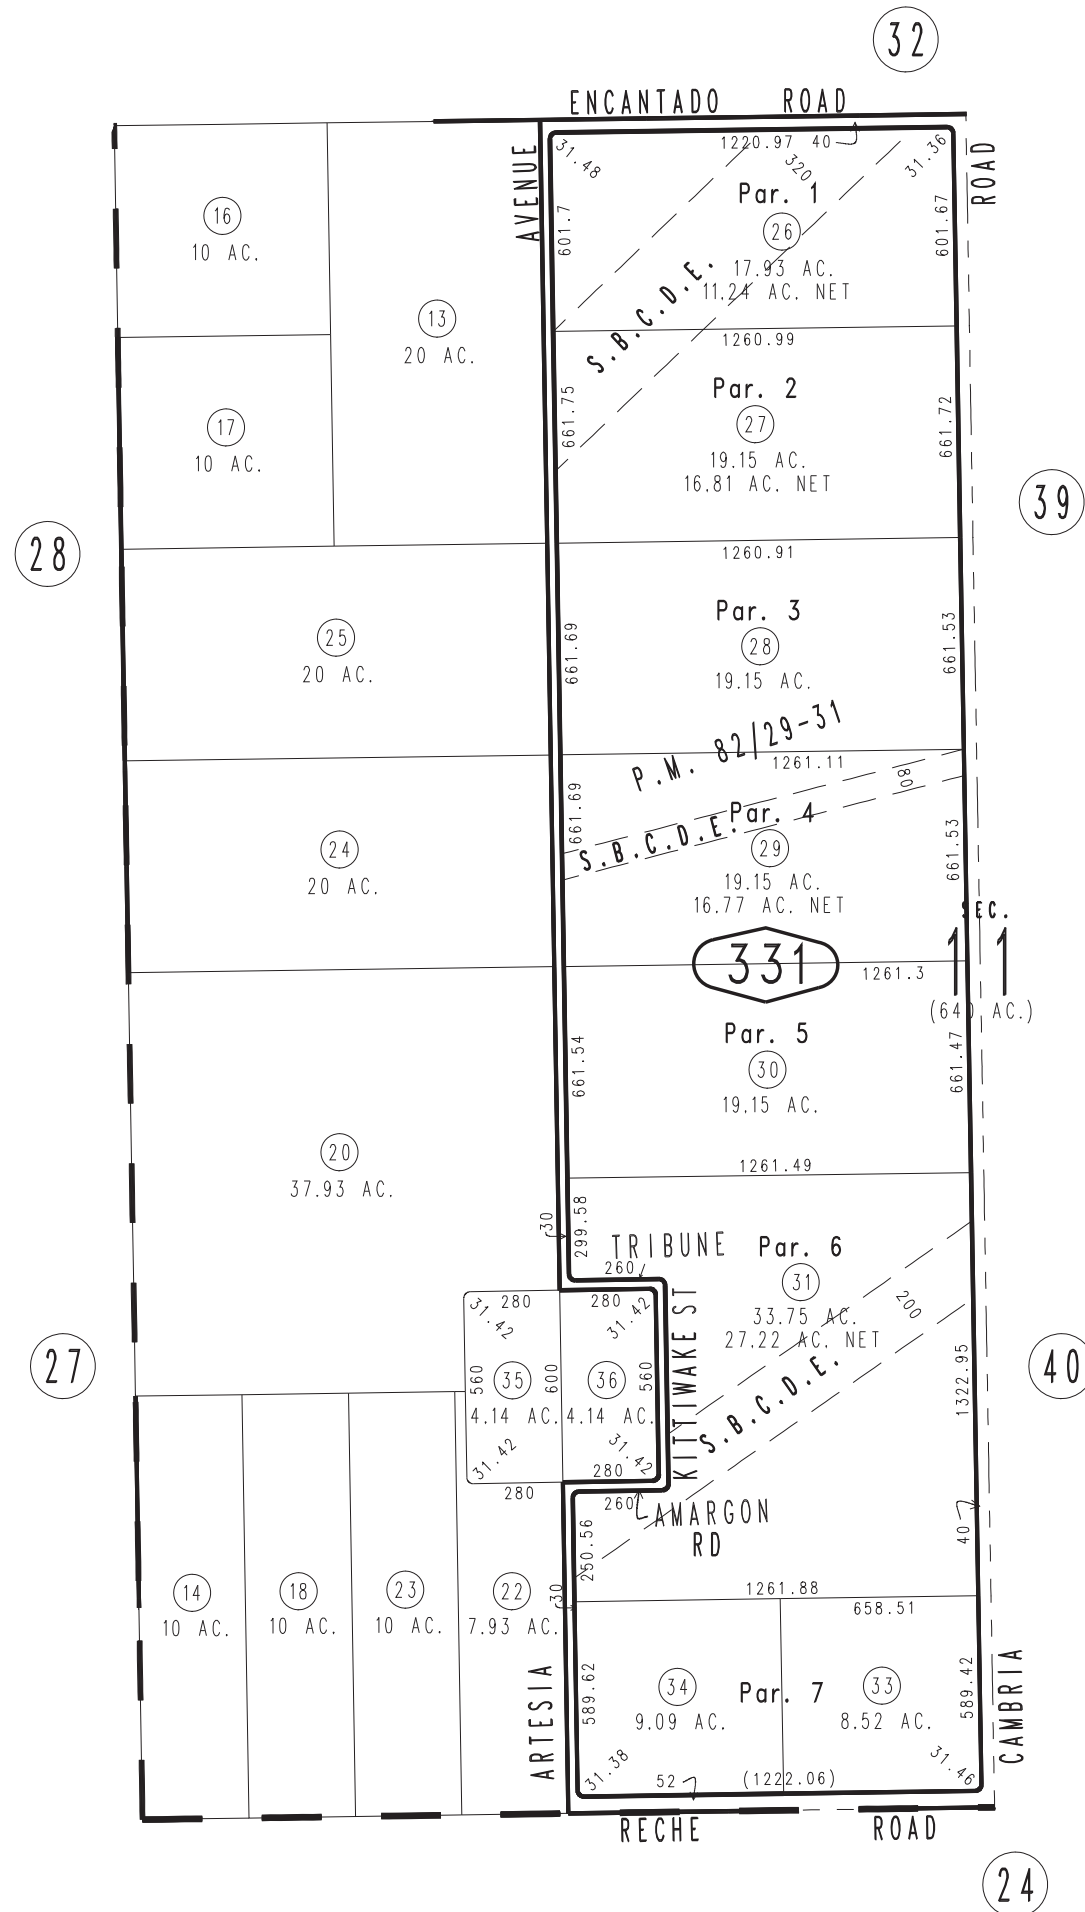 32
ENCANTADO ROAD
AVENUE
ROAD
31.48
1220.97 40
320
31.36
Par. 1
26
17.93 AC.
11.24 AC. NET
601.7
601.67
S.B.C.D.E.
16
10 AC.
13
20 AC.
17
10 AC.
1260.99
Par. 2
27
19.15 AC.
16.81 AC. NET
661.75
661.72
39
28
1260.91
Par. 3
28
19.15 AC.
661.69
661.53
25
20 AC.
P.M. 82/29-31
1261.11
80
Par. 4
S.B.C.D.E.
29
19.15 AC.
16.77 AC. NET
661.69
661.53
24
20 AC.
SEC.
11
(640 AC.)
331
1261.3
Par. 5
30
19.15 AC.
661.54
661.47
20
37.93 AC.
1261.49
30
299.58
TRIBUNE
260
Par. 6
31
33.75 AC.
27.22 AC. NET
200
S.B.C.D.E.
KITTIWAKE ST
1322.95
280
280
31.42
31.42
560
35
600
36
560
4.14 AC.
4.14 AC.
31.42
31.42
280
280
27
40
260
LAMARGON
RD
250.56
30
40
1261.88
658.51
14
10 AC.
18
10 AC.
23
10 AC.
22
7.93 AC.
ARTESIA
589.62
34
9.09 AC.
Par. 7
33
8.52 AC.
589.42
CAMBRIA
31.38
52
(1222.06)
31.46
RECHE ROAD
24